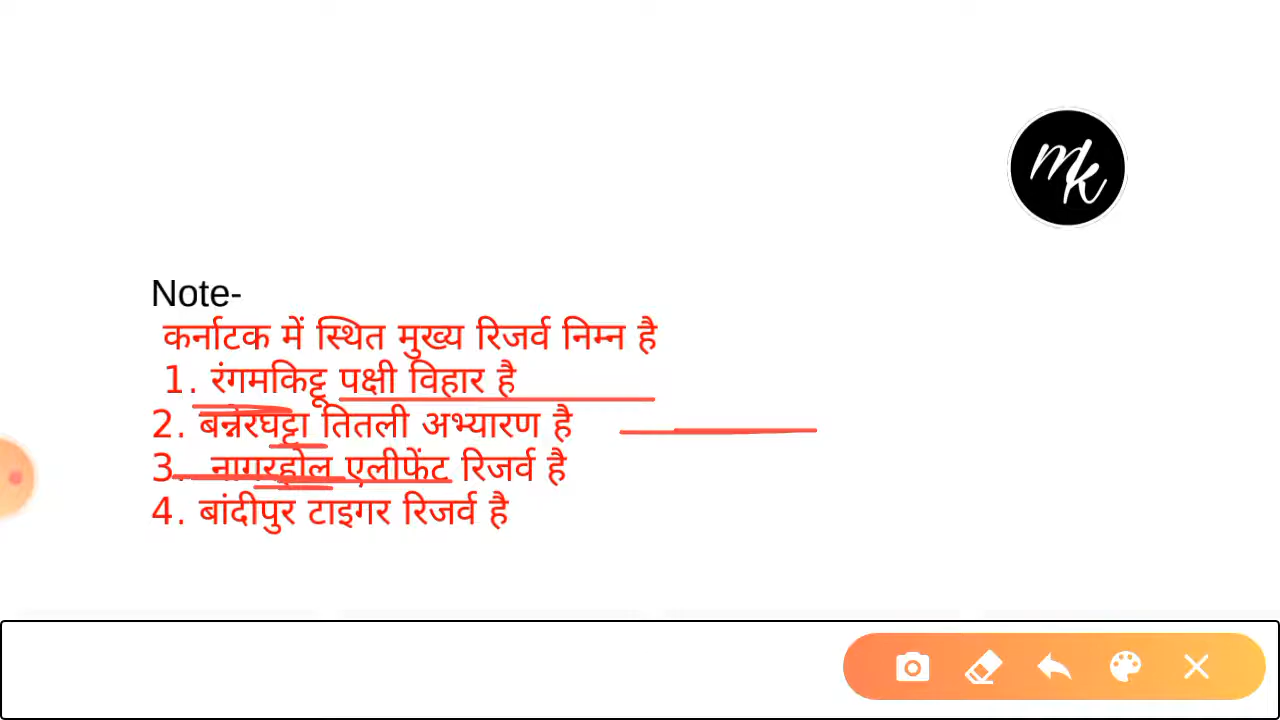 mk
Note-
कर्नाटक में स्थित मुख्य रिजर्व निम्न है
1. रंगमकिट्टू पक्षी विहार है
2. बन्नेरघट्टा तितली अभ्यारण है
3. नागरहोल एलीफेंट रिजर्व है
4. बांदीपुर टाइगर रिजर्व है